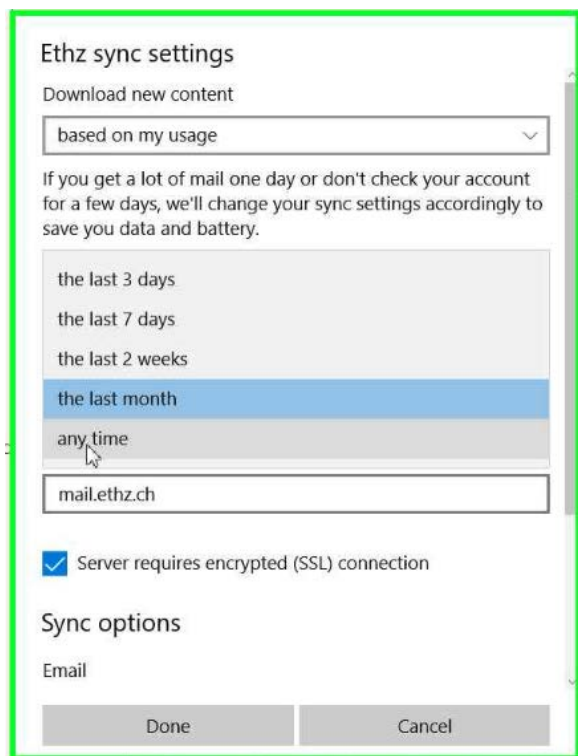 Ethz sync settings
Download new content
based on my usage
If you get a lot of mail one day or don't check your account
for a few days, we'll change your sync settings accordingly to
save you data and battery.
the last 3 days
the last 7 days
the last 2 weeks
the last month
any time
mail.ethz.ch
Server requires encrypted (SSL) connection
Sync options
Email
Done
Cancel